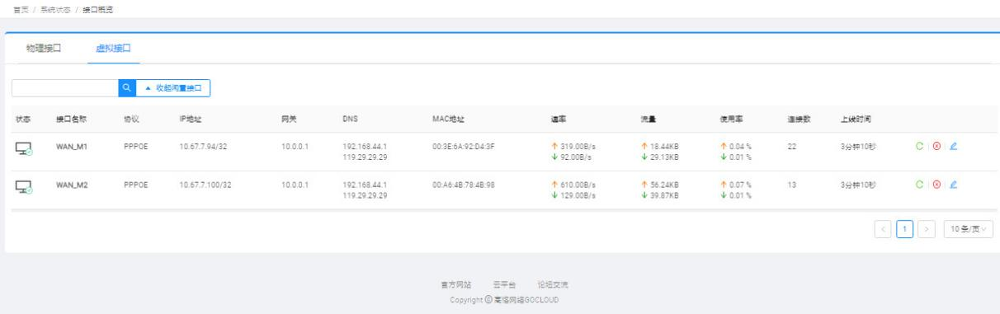 首页 / 系统状态 / 接口概览
物理接口 虚拟接口
收起闲置接口
状态 接口名称 协议 IP地址 网关 DNS MAC地址 速率 流量 使用率 连接数 上线时间
WAN_M1 PPPOE 10.67.7.94/32 10.0.0.1 192.168.44.1 00:3E:6A:92:D4:3F ↑ 319.00B/s ↑ 18.44KB ↑ 0.04 % 22 3分钟10秒
119.29.29.29 ↓ 92.00B/s ↓ 29.13KB ↓ 0.01 %
WAN_M2 PPPOE 10.67.7.100/32 10.0.0.1 192.168.44.1 00:A6:4B:78:4B:98 ↑ 610.00B/s ↑ 56.24KB ↑ 0.07 % 13 3分钟10秒
119.29.29.29 ↓ 129.00B/s ↓ 39.87KB ↓ 0.01 %
< 1 > 10 条/页
官方网站 云平台 论坛交流
Copyright © 高恪网络GOCLOUD